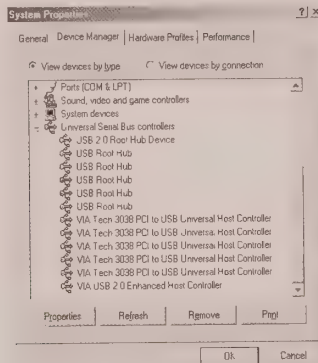 System Properties
General Device Manager Hardware Profiles Performance
View devices by type View devices by connection
Ports (COM & LPT)
Sound, video and game controllers
System devices
Universal Serial Bus controllers
USB 2.0 Root Hub Device
USB Root Hub
USB Root Hub
USB Root Hub
USB Root Hub
USB Root Hub
VIA Tech 3038 PCI to USB Universal Host Controller
VIA Tech 3038 PCI to USB Universal Host Controller
VIA Tech 3038 PCI to USB Universal Host Controller
VIA Tech 3038 PCI to USB Universal Host Controller
VIA Tech 3038 PCI to USB Universal Host Controller
VIA USB 2.0 Enhanced Host Controller
Properties Refresh Remove Print
OK Cancel